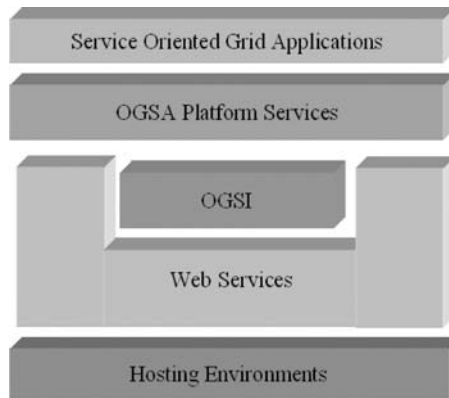 Service Oriented Grid Applications
OGSA Platform Services
OGSI
Web Services
Hosting Environments